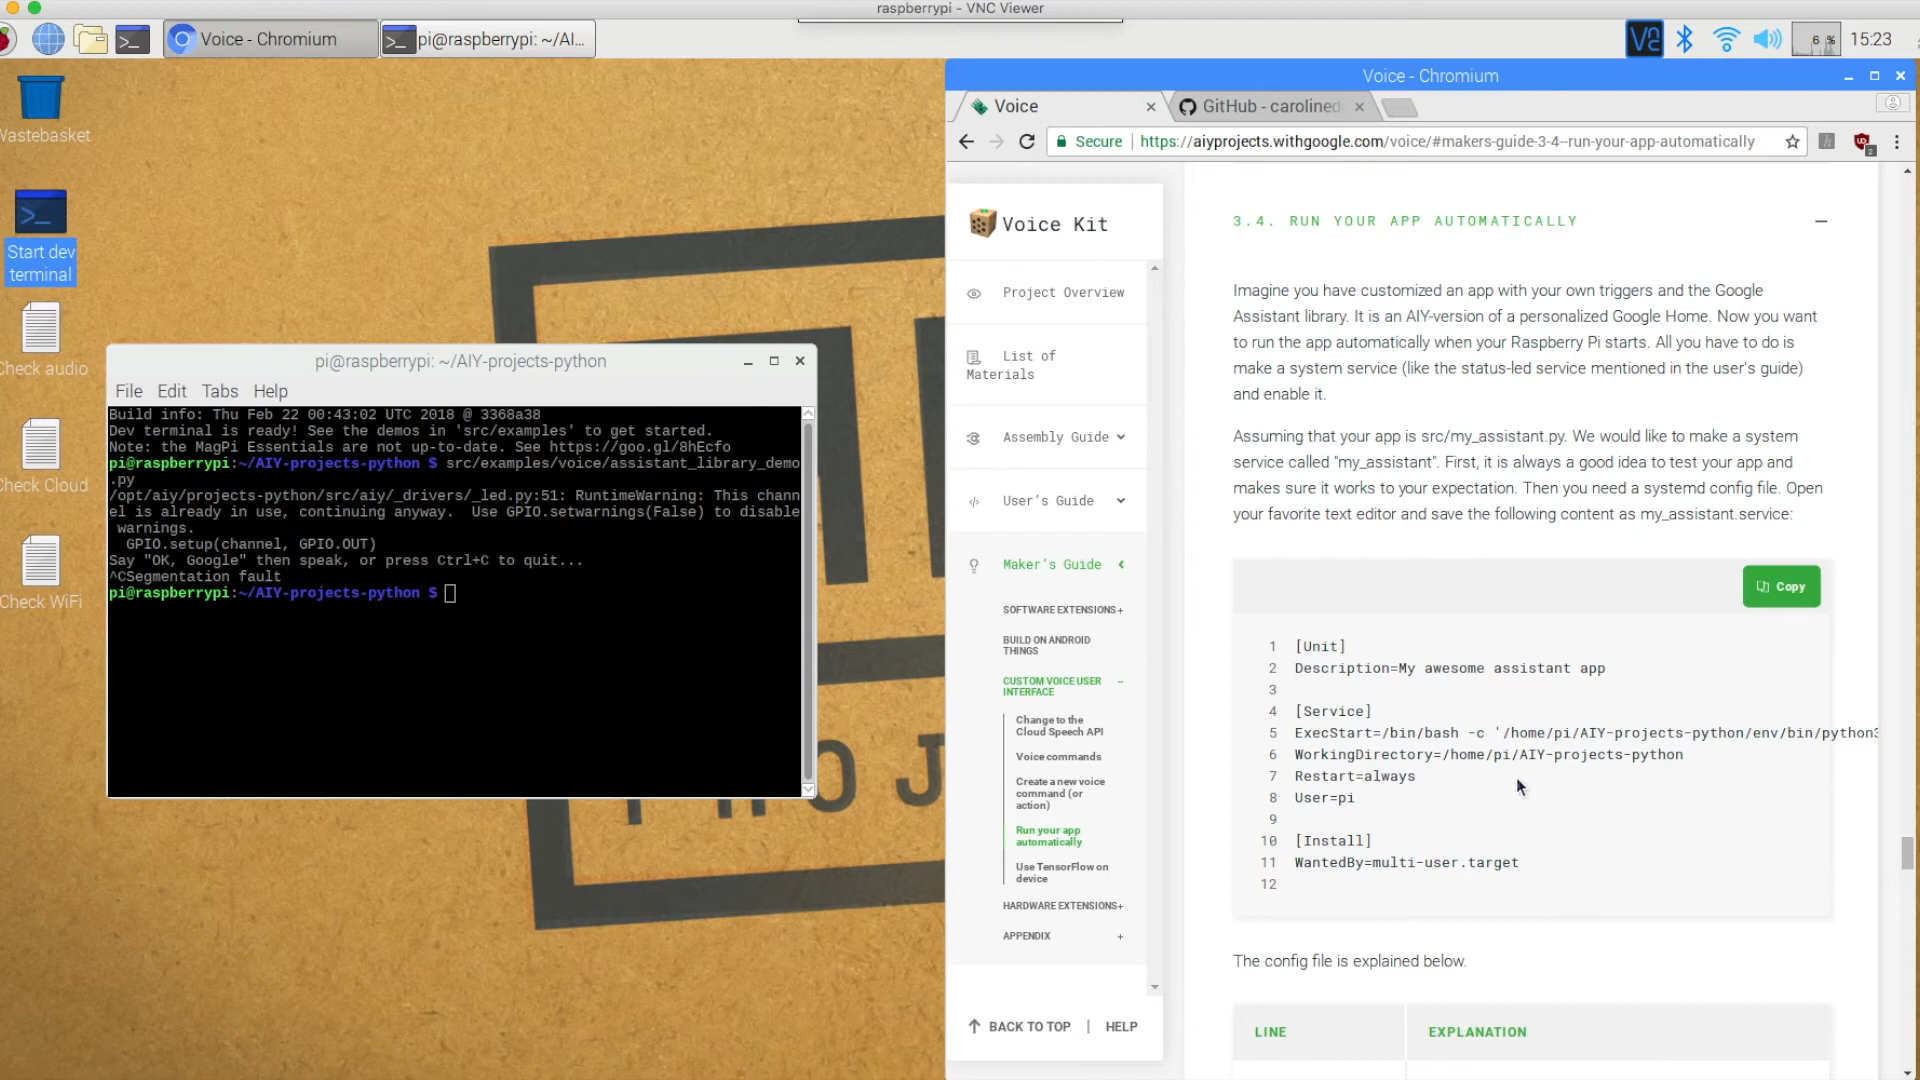 raspberrypi - VNC Viewer
Voice - Chromium
pi@raspberrypi: ~/AI...
6 %
15:23
Wastebasket
Start dev
terminal
Check audio
Check Cloud
Check WiFi
pi@raspberrypi: ~/AIY-projects-python
File Edit Tabs Help
Build info: Thu Feb 22 00:43:02 UTC 2018 @ 3368a38
Dev terminal is ready! See the demos in 'src/examples' to get started.
Note: the MagPi Essentials are not up-to-date. See https://goo.gl/8hEcfo
pi@raspberrypi:~/AIY-projects-python $ src/examples/voice/assistant_library_demo
.py
/opt/aiy/projects-python/src/aiy/_drivers/_led.py:51: RuntimeWarning: This chann
el is already in use, continuing anyway.  Use GPIO.setwarnings(False) to disable
 warnings.
  GPIO.setup(channel, GPIO.OUT)
Say "OK, Google" then speak, or press Ctrl+C to quit...
^CSegmentation fault
pi@raspberrypi:~/AIY-projects-python $
Voice - Chromium
Voice
GitHub - carolined
Secure
https://aiyprojects.withgoogle.com/voice/#makers-guide-3-4--run-your-app-automatically
2
Voice Kit
Project Overview
List of
Materials
Assembly Guide
User's Guide
Maker's Guide
SOFTWARE EXTENSIONS+
BUILD ON ANDROID
THINGS
CUSTOM VOICE USER
INTERFACE
–
Change to the
Cloud Speech API
Voice commands
Create a new voice
command (or
action)
Run your app
automatically
Use TensorFlow on
device
HARDWARE EXTENSIONS+
APPENDIX +
BACK TO TOP | HELP
3.4. RUN YOUR APP AUTOMATICALLY
Imagine you have customized an app with your own triggers and the Google
Assistant library. It is an AIY-version of a personalized Google Home. Now you want
to run the app automatically when your Raspberry Pi starts. All you have to do is
make a system service (like the status-led service mentioned in the user's guide)
and enable it.
Assuming that your app is src/my_assistant.py. We would like to make a system
service called "my_assistant". First, it is always a good idea to test your app and
makes sure it works to your expectation. Then you need a systemd config file. Open
your favorite text editor and save the following content as my_assistant.service:
Copy
1 [Unit]
2 Description=My awesome assistant app
3
4 [Service]
5 ExecStart=/bin/bash -c '/home/pi/AIY-projects-python/env/bin/python3
6 WorkingDirectory=/home/pi/AIY-projects-python
7 Restart=always
8 User=pi
9
10 [Install]
11 WantedBy=multi-user.target
12
The config file is explained below.
LINE EXPLANATION